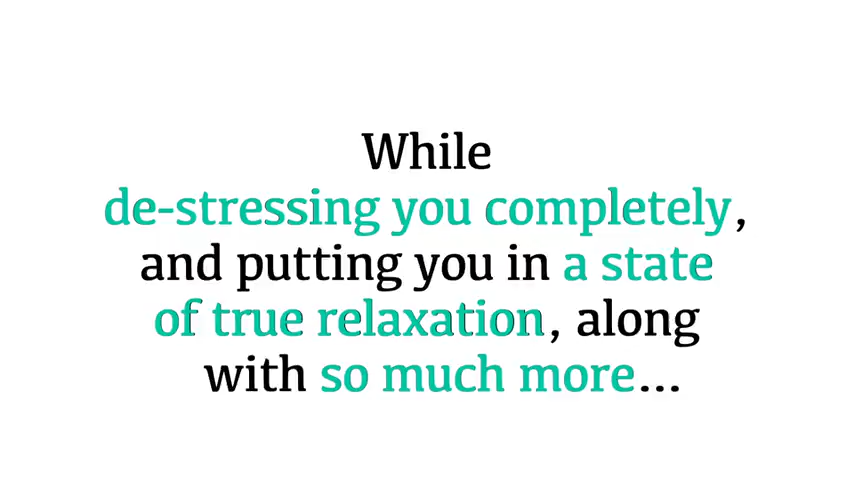 While
de-stressing you completely,
and putting you in a state
of true relaxation, along
with so much more...